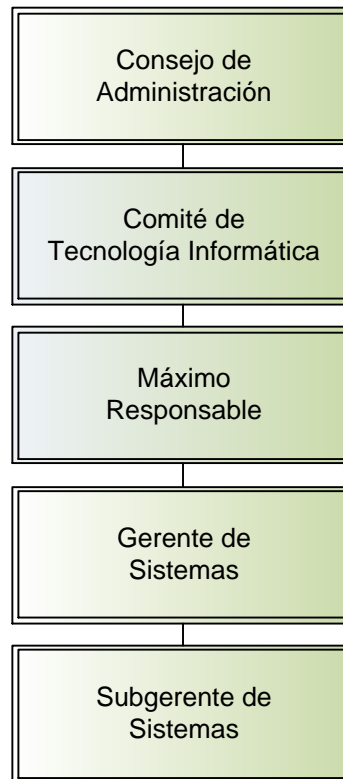 Consejo de
Administración
Comité de
Tecnología Informática
Máximo
Responsable
Gerente de
Sistemas
Subgerente de
Sistemas